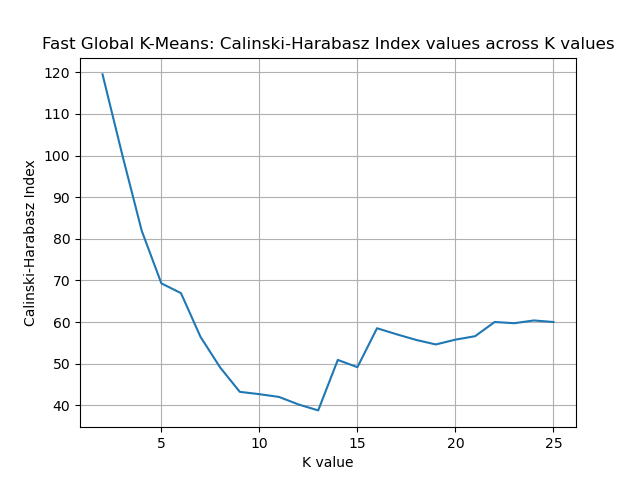 Fast Global K-Means: Calinski-Harabasz Index values across K values
120
110
100
90
80
70
60
50
40
Calinski-Harabasz Index
5 10 15 20 25
K value